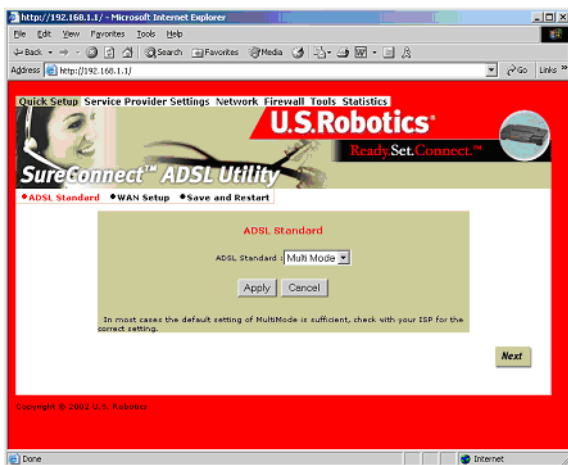 http://192.168.1.1/ - Microsoft Internet Explorer
File Edit View Favorites Tools Help
Back Search Favorites Media
Address http://192.168.1.1/ Go Links »
Quick Setup Service Provider Settings Network Firewall Tools Statistics
U.S.Robotics®
Ready.Set.Connect.™
SureConnect™ ADSL Utility
ADSL Standard WAN Setup Save and Restart
ADSL Standard
ADSL Standard : Multi Mode
Apply Cancel
In most cases the default setting of MultiMode is sufficient, check with your ISP for the
correct setting.
Next
Copyright © 2002 U.S. Robotics
Done Internet